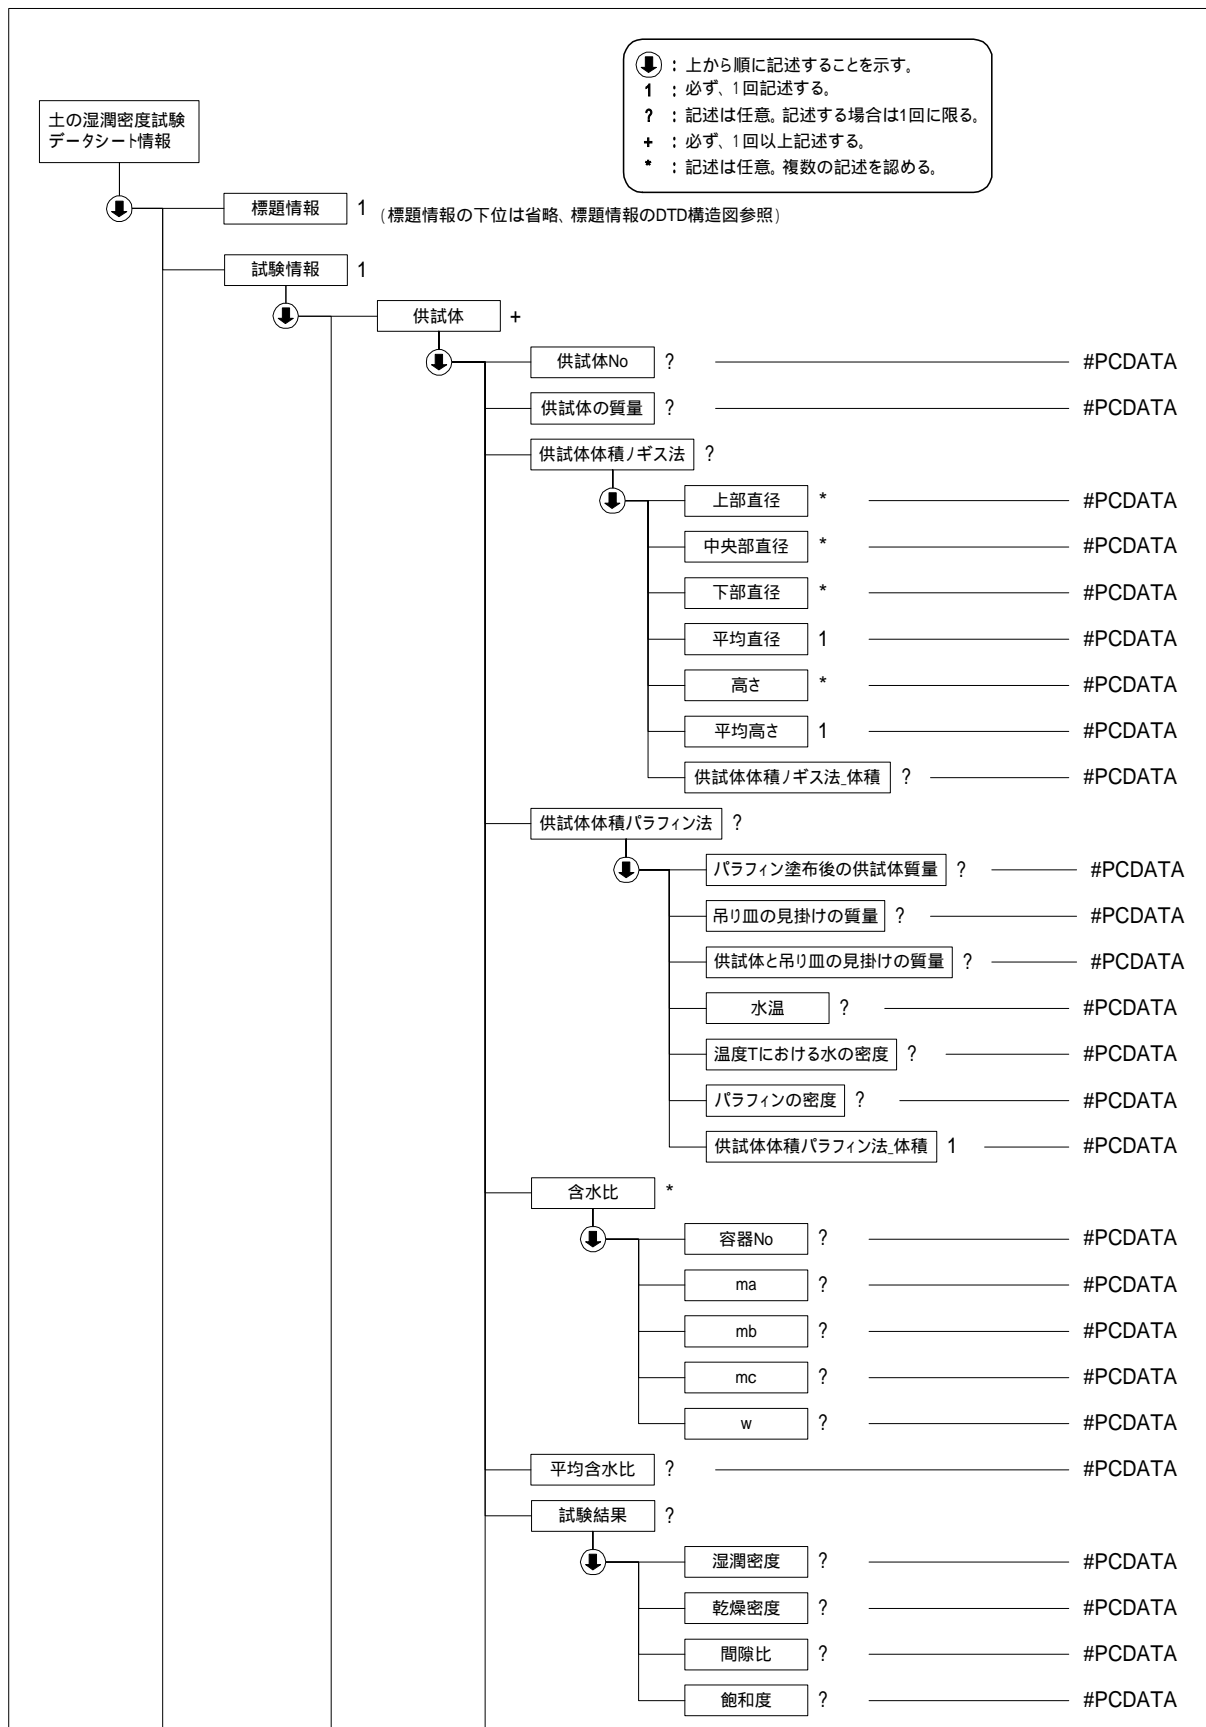 ：上から順に記述することを示す。
1 ：必ず、1回記述する。
? ：記述は任意。記述する場合は1回に限る。
+ ：必ず、1回以上記述する。
* ：記述は任意。複数の記述を認める。
土の湿潤密度試験
データシート情報
標題情報 1 (標題情報の下位は省略、標題情報のDTD構造図参照)
試験情報 1
供試体 +
供試体No ? #PCDATA
供試体の質量 ? #PCDATA
供試体体積ノギス法 ?
上部直径 * #PCDATA
中央部直径 * #PCDATA
下部直径 * #PCDATA
平均直径 1 #PCDATA
高さ * #PCDATA
平均高さ 1 #PCDATA
供試体体積ノギス法_体積 ? #PCDATA
供試体体積パラフィン法 ?
パラフィン塗布後の供試体質量 ? #PCDATA
吊り皿の見掛けの質量 ? #PCDATA
供試体と吊り皿の見掛けの質量 ? #PCDATA
水温 ? #PCDATA
温度Tにおける水の密度 ? #PCDATA
パラフィンの密度 ? #PCDATA
供試体体積パラフィン法_体積 1 #PCDATA
含水比 *
容器No ? #PCDATA
ma ? #PCDATA
mb ? #PCDATA
mc ? #PCDATA
w ? #PCDATA
平均含水比 ? #PCDATA
試験結果 ?
湿潤密度 ? #PCDATA
乾燥密度 ? #PCDATA
間隙比 ? #PCDATA
飽和度 ? #PCDATA